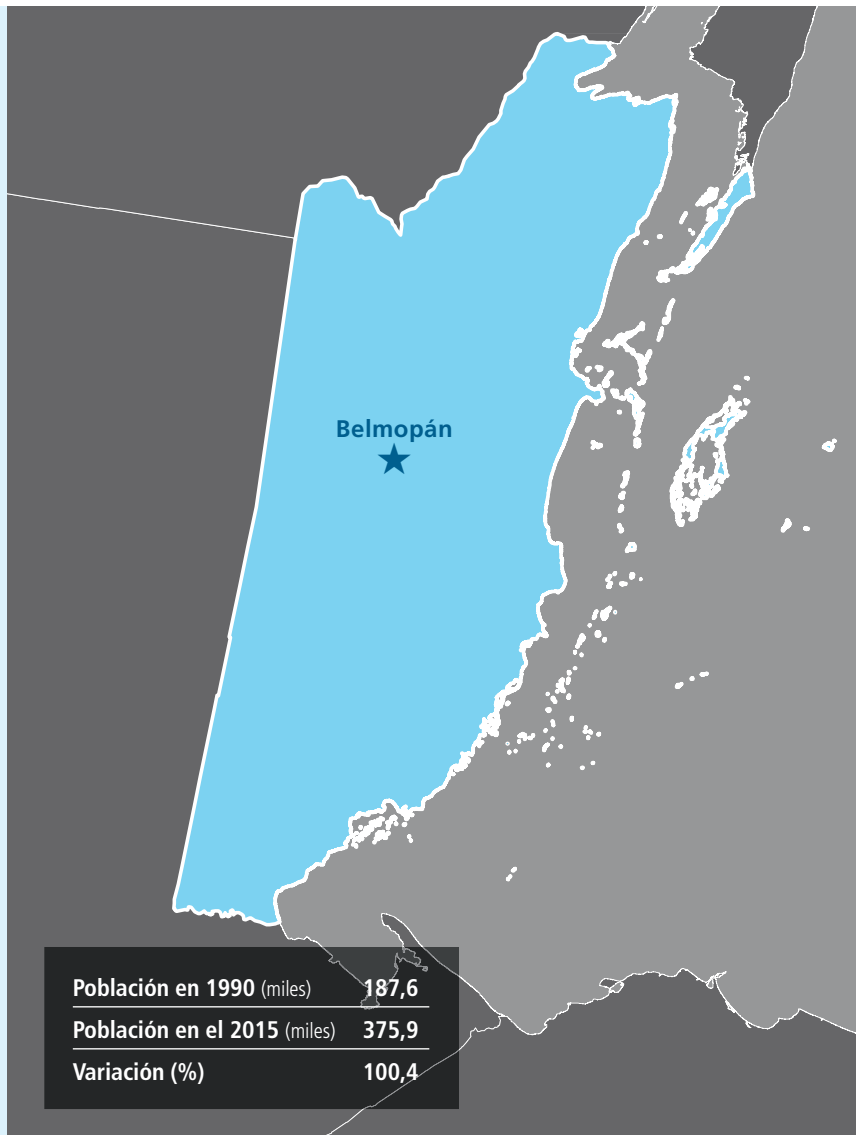 Belmopán
Población en 1990 (miles) 187,6
Población en el 2015 (miles) 375,9
Variación (%) 100,4